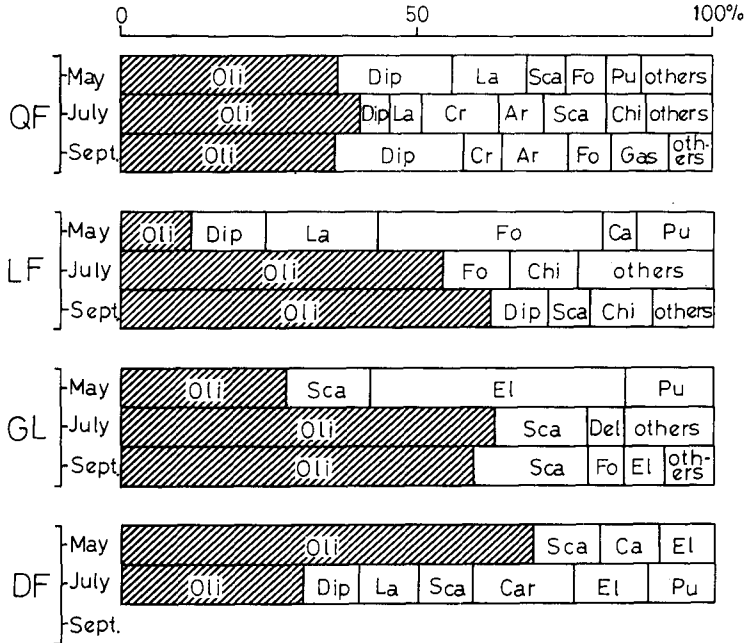 0 50 100%
May Oli Dip La Sca Fo Pu others
QF July Oli Dip La Cr Ar Sca Chi others
Sept. Oli Dip Cr Ar Fo Gas oth-
ers
May Oli Dip La Fo Ca Pu
LF July Oli Fo Chi others
Sept. Oli Dip Sca Chi others
May Oli Sca El Pu
GL July Oli Sca Del others
Sept. Oli Sca Fo El oth-
ers
May Oli Sca Ca El
DF July Oli Dip La Sca Car El Pu
Sept.